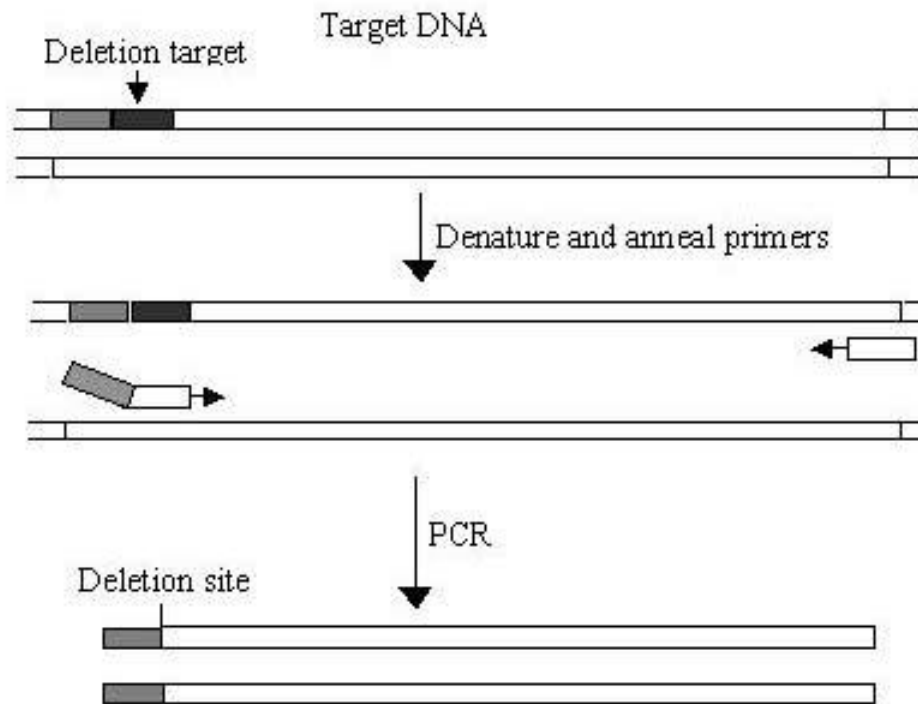 Target DNA
Deletion target
Denature and anneal primers
PCR
Deletion site